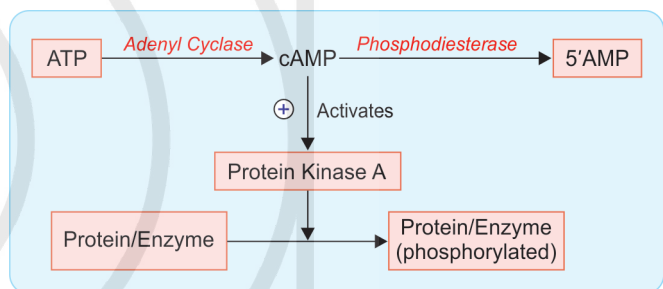 Adenyl Cyclase
Phosphodiesterase
ATP
cAMP
5'AMP
+
Activates
Protein Kinase A
Protein/Enzyme
Protein/Enzyme
(phosphorylated)